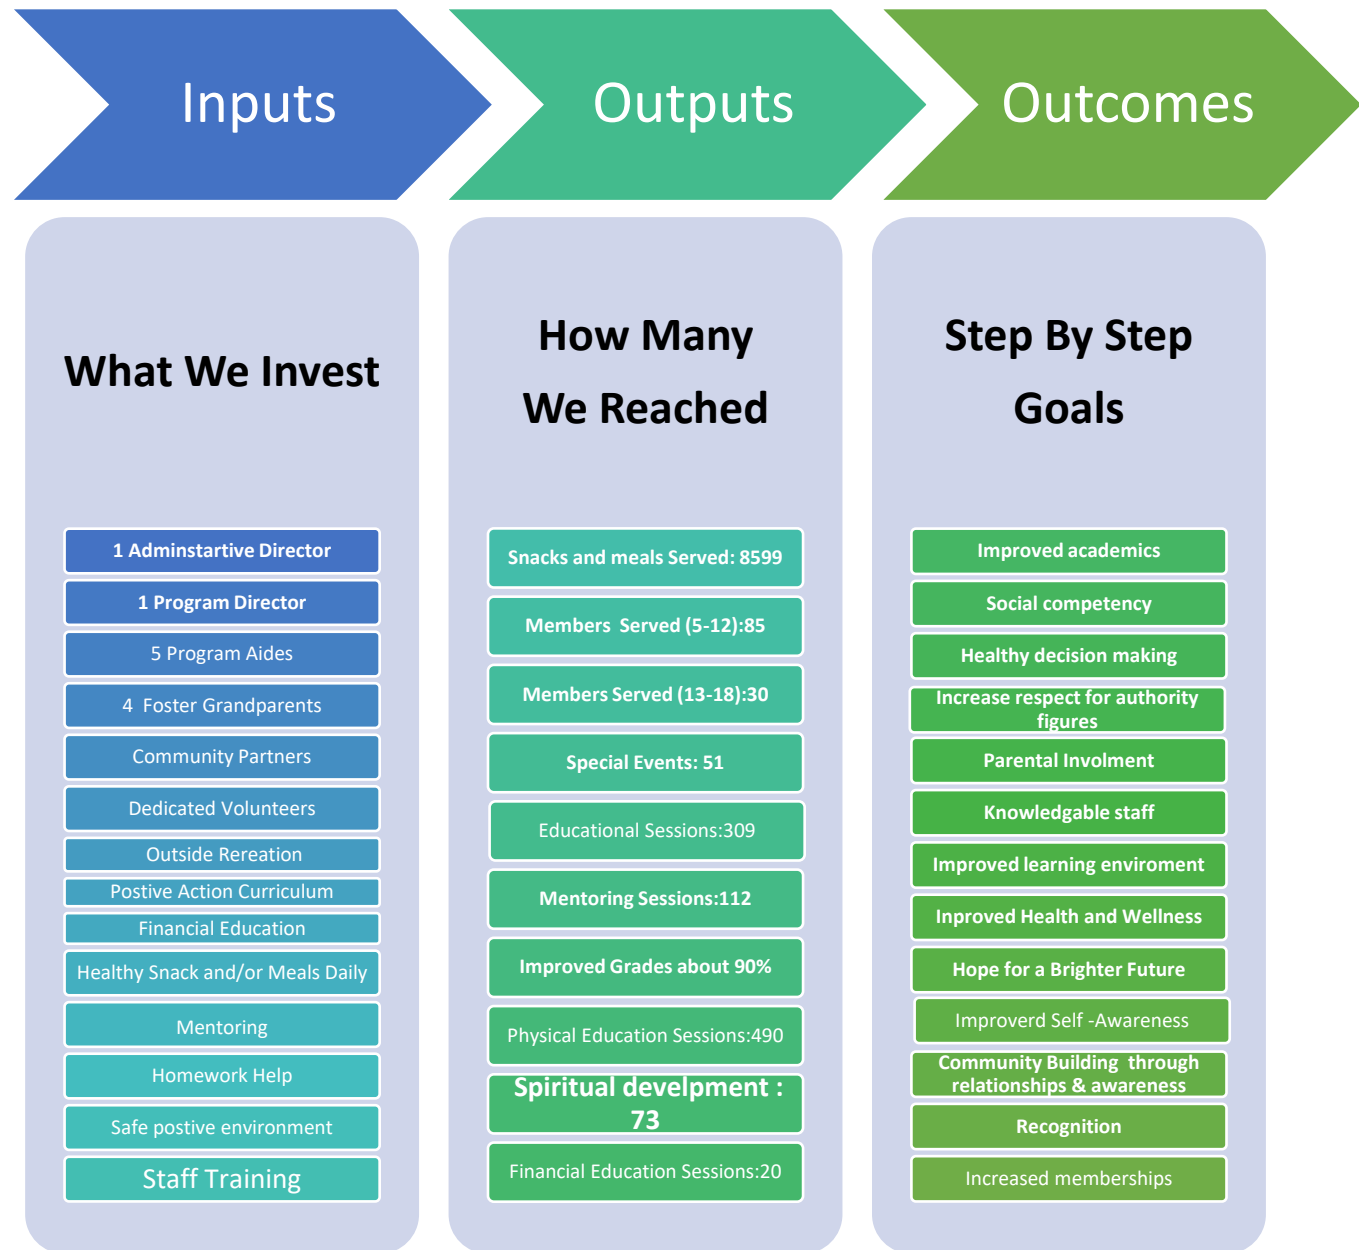 Inputs
Outputs
Outcomes
What We Invest
1 Adminstartive Director
1 Program Director
5 Program Aides
4 Foster Grandparents
Community Partners
Dedicated Volunteers
Outside Rereation
Postive Action Curriculum
Financial Education
Healthy Snack and/or Meals Daily
Mentoring
Homework Help
Safe postive environment
Staff Training
How Many
We Reached
Snacks and meals Served: 8599
Members Served (5-12):85
Members Served (13-18):30
Special Events: 51
Educational Sessions:309
Mentoring Sessions:112
Improved Grades about 90%
Physical Education Sessions:490
Spiritual develpment :
73
Financial Education Sessions:20
Step By Step
Goals
Improved academics
Social competency
Healthy decision making
Increase respect for authority
figures
Parental Involment
Knowledgable staff
Improved learning enviroment
Inproved Health and Wellness
Hope for a Brighter Future
Improverd Self -Awareness
Community Building through
relationships & awareness
Recognition
Increased memberships